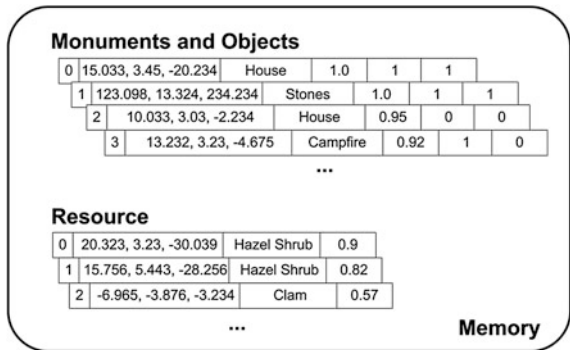 Monuments and Objects
0 15.033, 3.45, -20.234 House 1.0 1 1
1 123.098, 13.324, 234.234 Stones 1.0 1 1
2 10.033, 3.03, -2.234 House 0.95 0 0
3 13.232, 3.23, -4.675 Campfire 0.92 1 0
...
Resource
0 20.323, 3.23, -30.039 Hazel Shrub 0.9
1 15.756, 5.443, -28.256 Hazel Shrub 0.82
2 -6.965, -3.876, -3.234 Clam 0.57
...
Memory